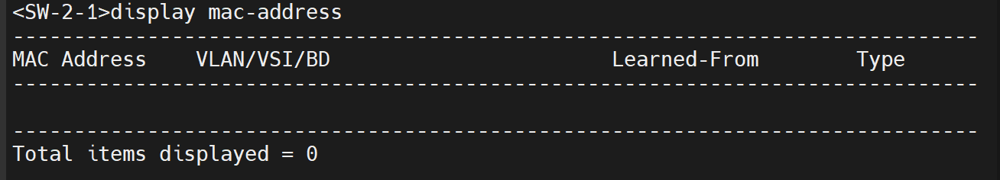 <SW-2-1>display mac-address
-------------------------------------------------------------------------------
MAC Address    VLAN/VSI/BD                       Learned-From        Type
-------------------------------------------------------------------------------
-------------------------------------------------------------------------------
Total items displayed = 0